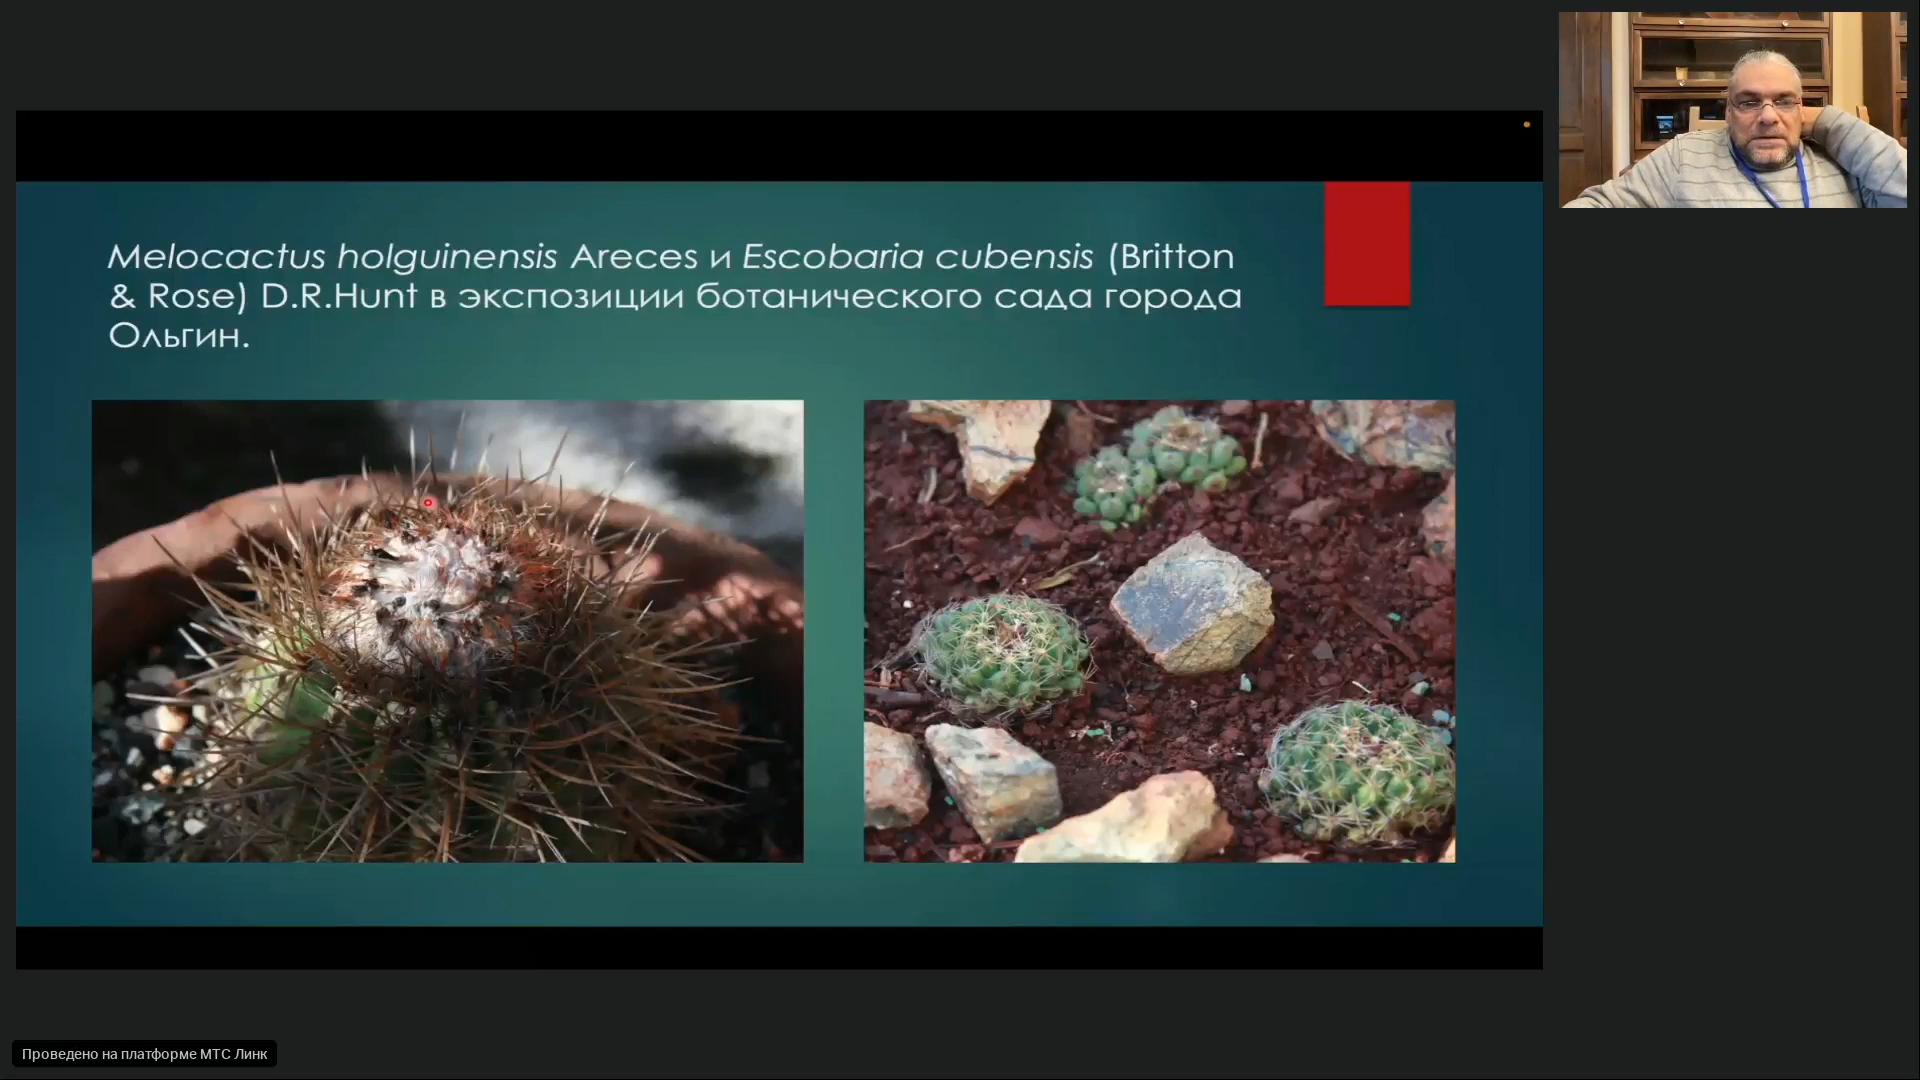 Melocactus holguinensis Areces и Escobaria cubensis (Britton
& Rose) D.R.Hunt в экспозиции ботанического сада города
Ольгин.
Проведено на платформе МТС Линк